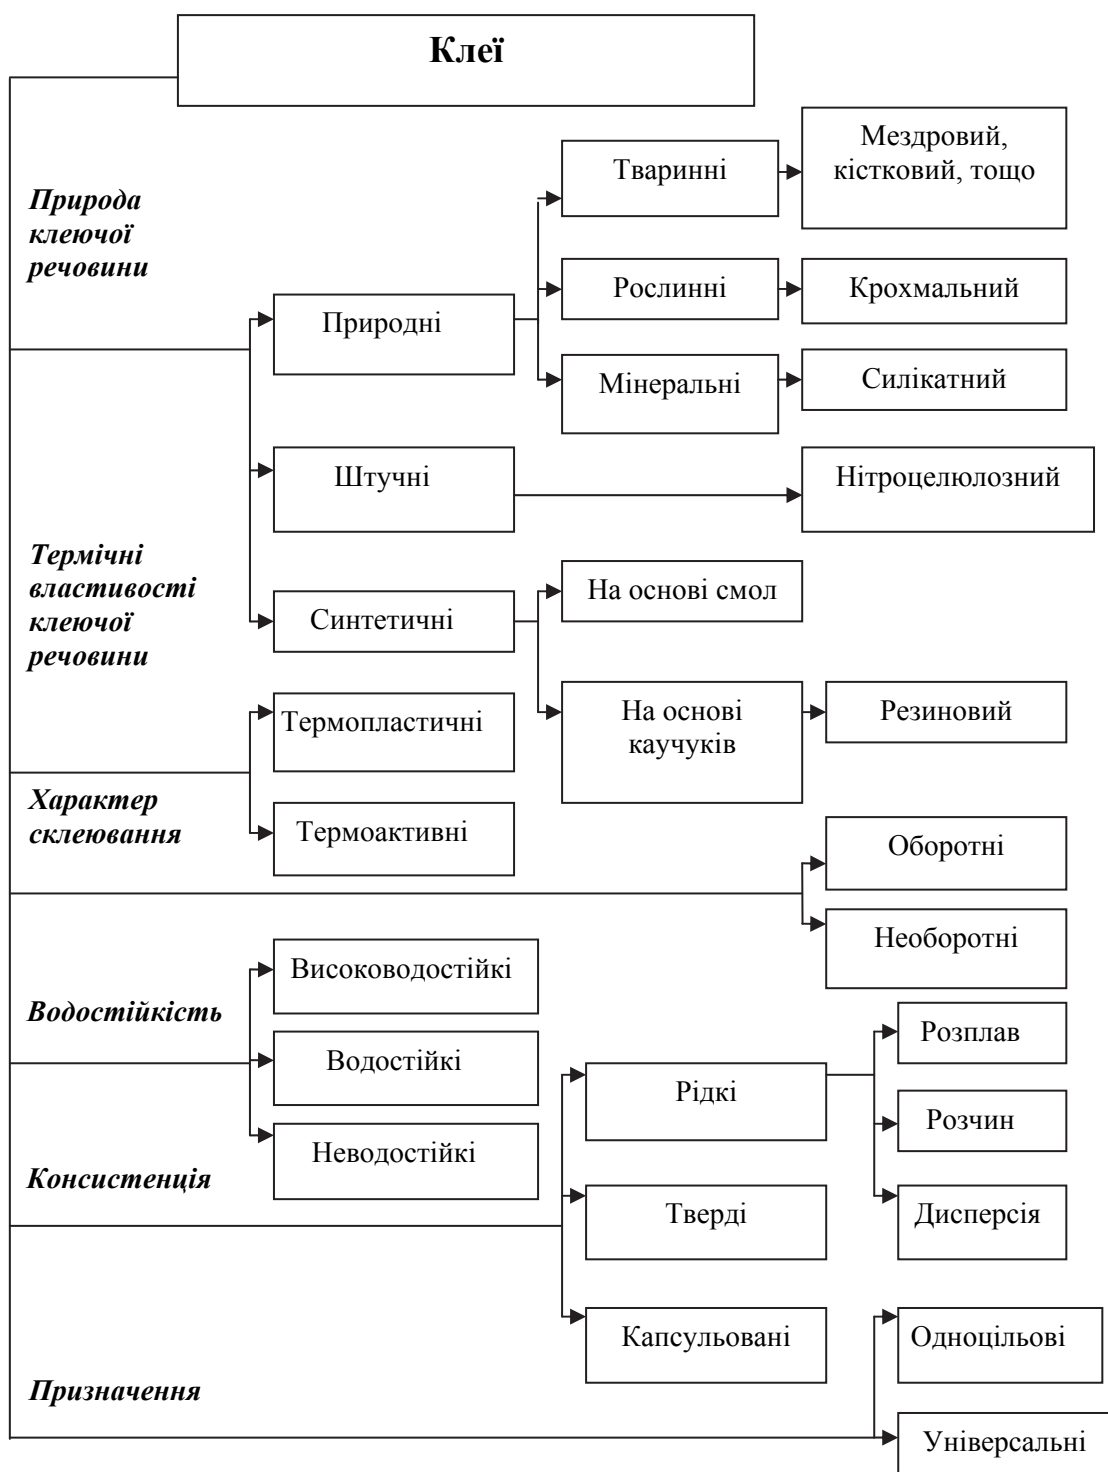 Клеї
Природа
клеючої
речовини
Тваринні
Мездровий,
кістковий, тощо
Природні
Рослинні
Крохмальний
Мінеральні
Силікатний
Штучні
Нітроцелюлозний
Термічні
властивості
клеючої
речовини
Синтетичні
На основі смол
На основі
каучуків
Резиновий
Термопластичні
Термоактивні
Характер
склеювання
Оборотні
Необоротні
Водостійкість
Висоководостійкі
Водостійкі
Неводостійкі
Консистенція
Рідкі
Розплав
Розчин
Дисперсія
Тверді
Капсульовані
Призначення
Одноцільові
Універсальні